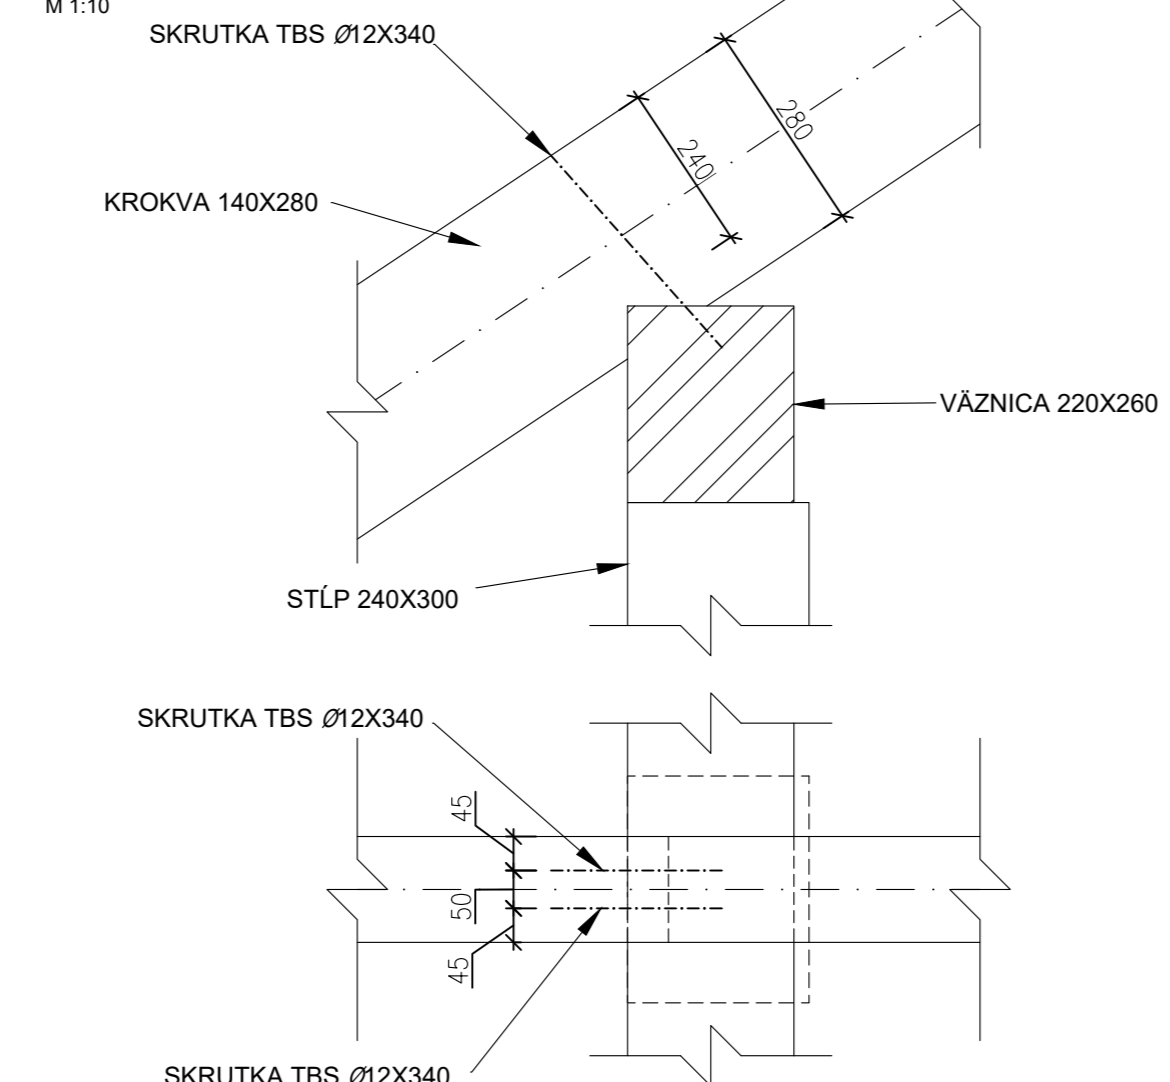 M 1:10
SKRUTKA TBS Ø12X340
280
240
KROKVA 140X280
VÄZNICA 220X260
STĹP 240X300
SKRUTKA TBS Ø12X340
45
50
45
SKRUTKA TBS Ø12X340